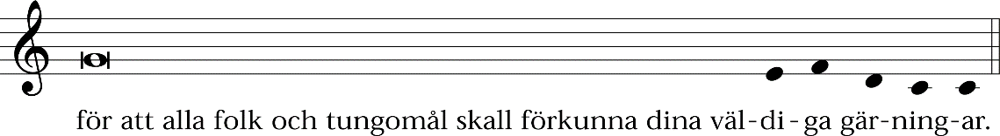 för att alla folk och tungomål skall förkunna dina väl-di-ga gär-ning-ar.